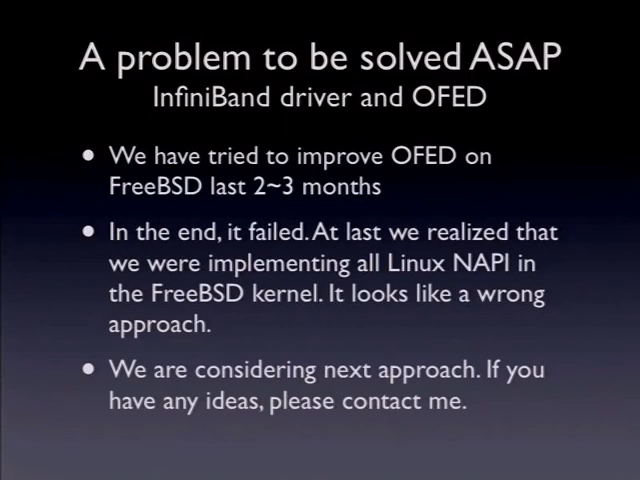 A problem to be solved ASAP
InfiniBand driver and OFED
• We have tried to improve OFED on
FreeBSD last 2~3 months
• In the end, it failed. At last we realized that
we were implementing all Linux NAPI in
the FreeBSD kernel. It looks like a wrong
approach.
• We are considering next approach. If you
have any ideas, please contact me.